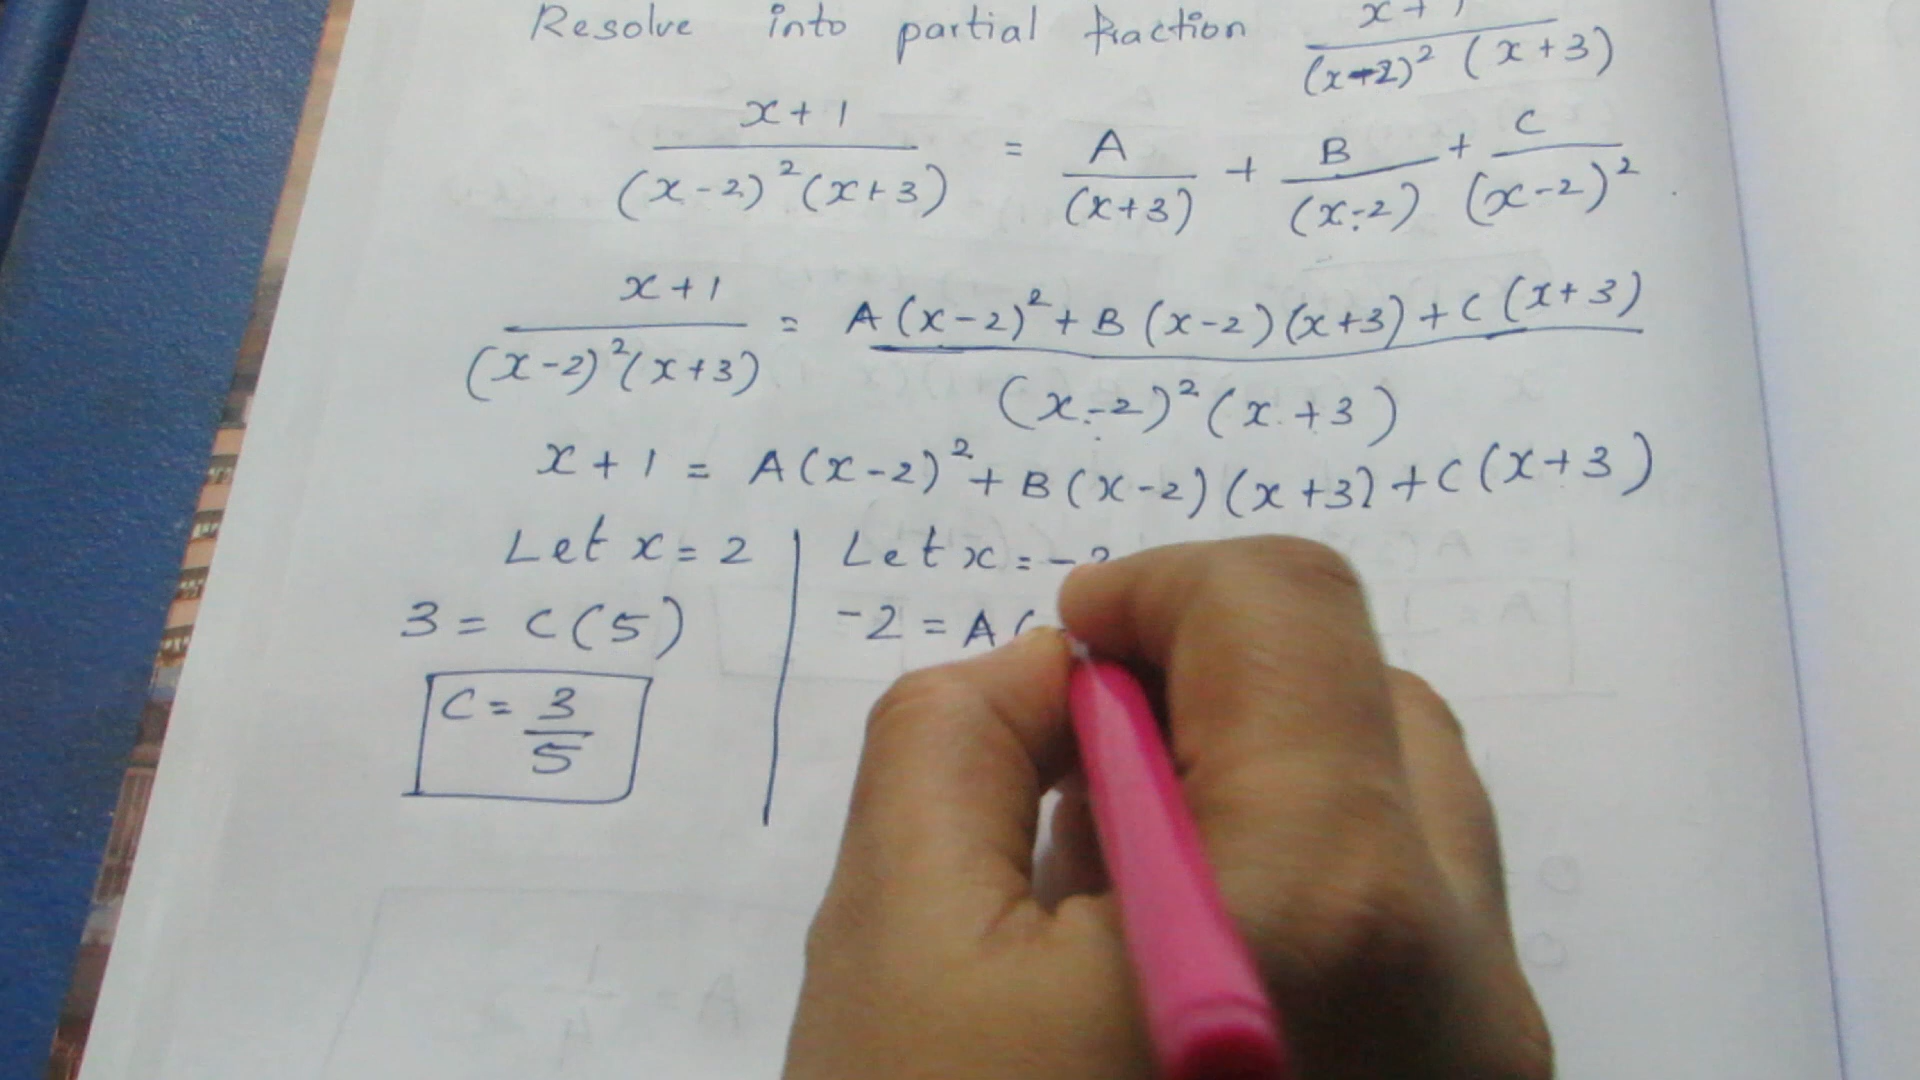 Resolve into partial fraction x+1/(x-2)² (x+3)
x+1/(x-2)²(x+3) = A/(x+3) + B/(x-2) + C/(x-2)²
x+1/(x-2)²(x+3) = A(x-2)²+B(x-2)(x+3)+C(x+3)/(x-2)²(x+3)
x+1 = A(x-2)²+B(x-2)(x+3)+C(x+3)
Let x=2
3 = C(5)
C = 3/5
Let x = -3
-2 = A(